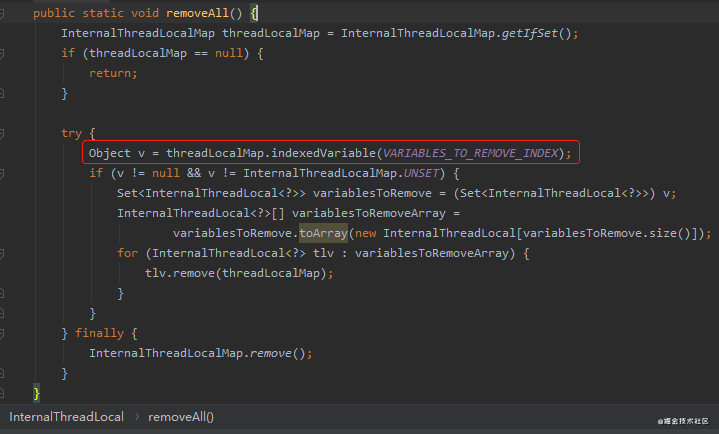 public static void removeAll() {
InternalThreadLocalMap threadLocalMap = InternalThreadLocalMap.getIfSet();
if (threadLocalMap == null) {
return;
}
try {
Object v = threadLocalMap.indexedVariable(VARIABLES_TO_REMOVE_INDEX);
if (v != null && v != InternalThreadLocalMap.UNSET) {
Set<InternalThreadLocal<?>> variablesToRemove = (Set<InternalThreadLocal<?>>) v;
InternalThreadLocal<?>[] variablesToRemoveArray =
variablesToRemove.toArray(new InternalThreadLocal[variablesToRemove.size()]);
for (InternalThreadLocal<?> tlv : variablesToRemoveArray) {
tlv.remove(threadLocalMap);
}
}
} finally {
InternalThreadLocalMap.remove();
}
}
InternalThreadLocal › removeAll()
@掘金技术社区